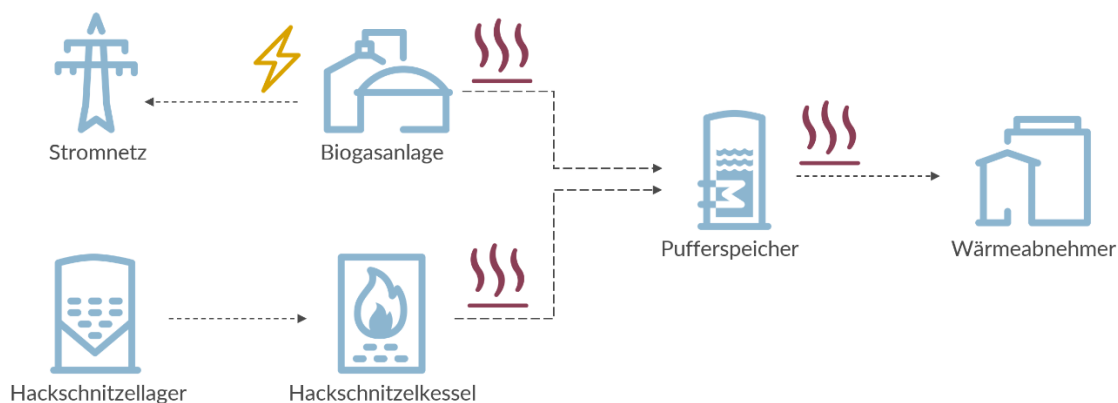 Stromnetz
Biogasanlage
Pufferspeicher
Wärmeabnehmer
Hackschnitzellager
Hackschnitzelkessel